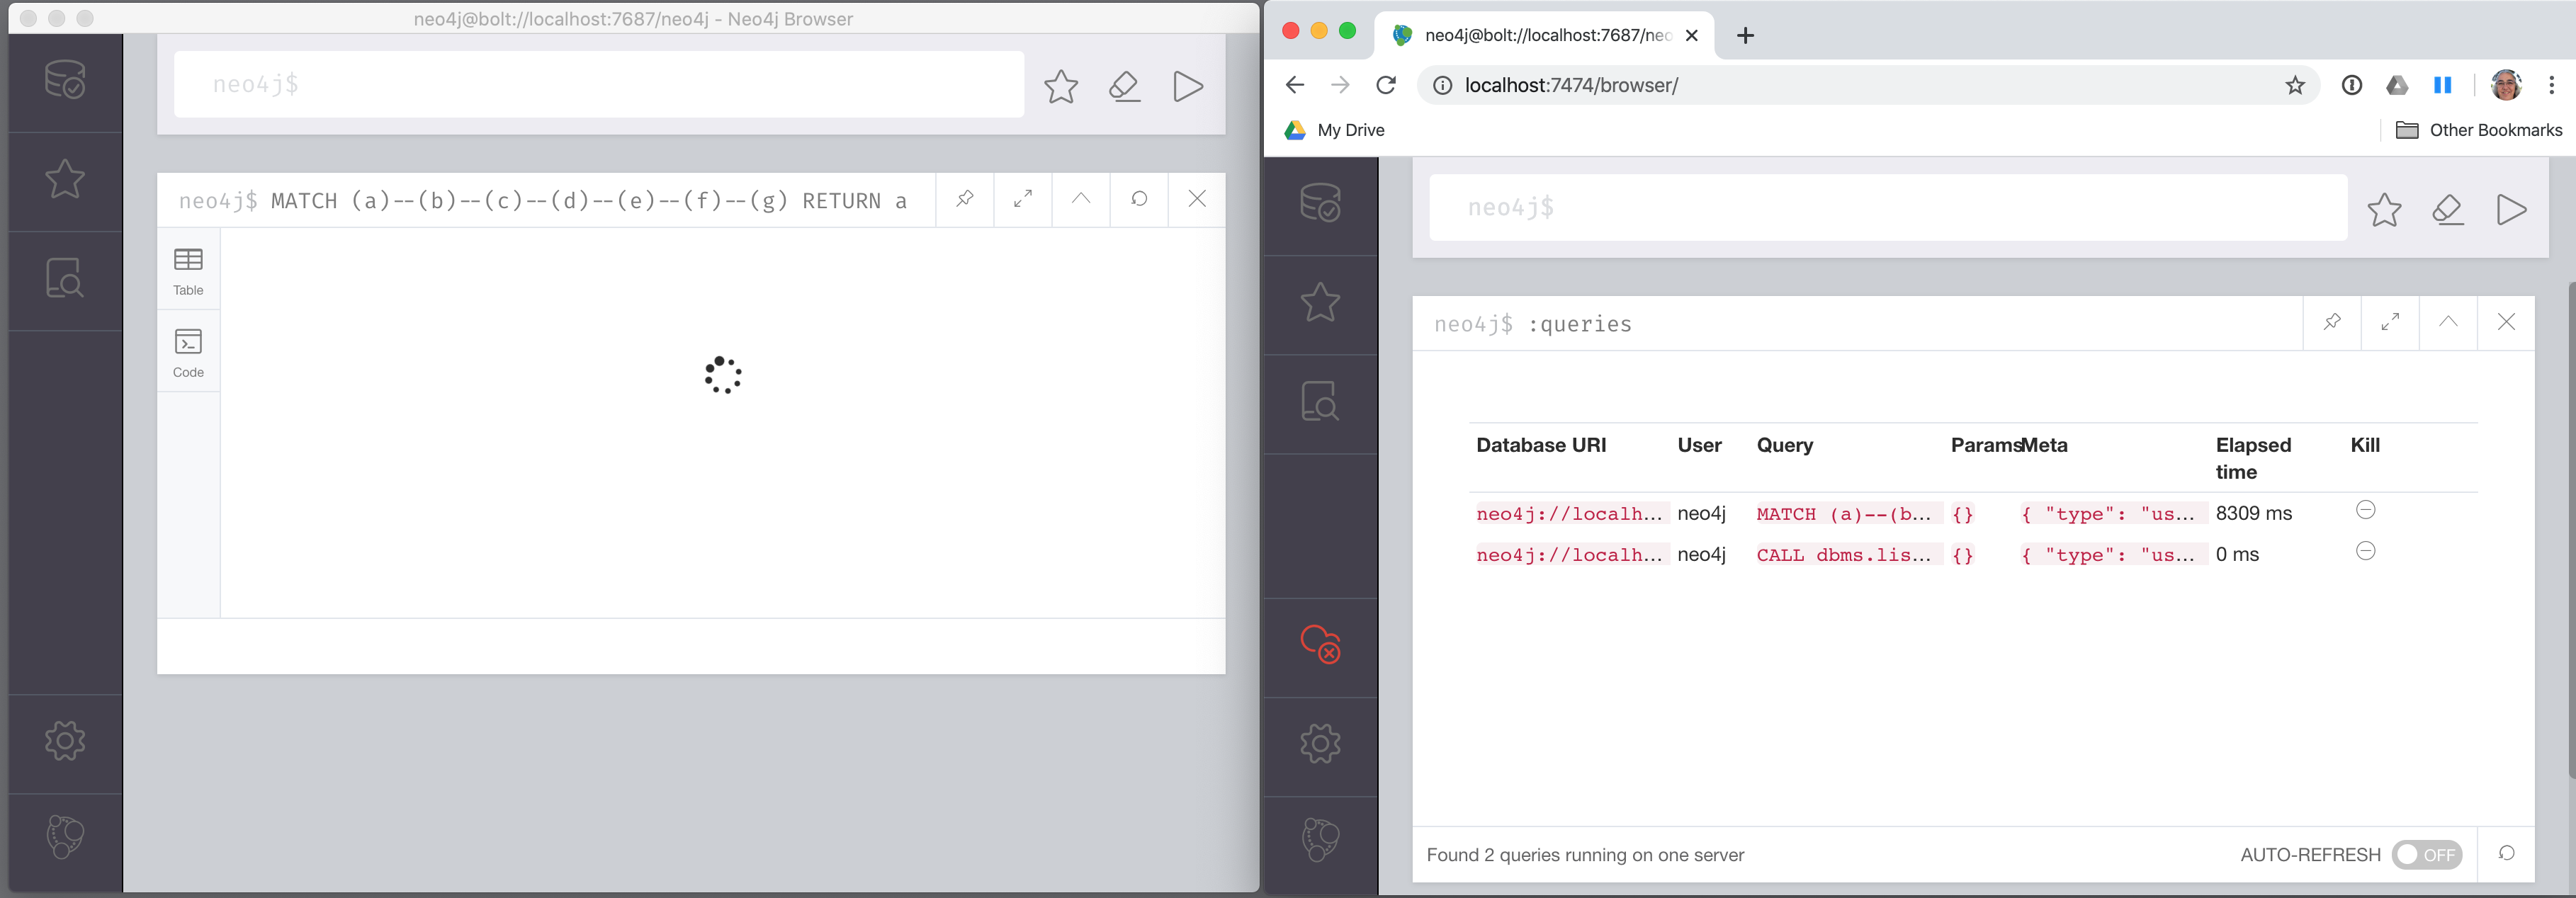 neo4j@bolt://localhost:7687/neo4j - Neo4j Browser
neo4j$
neo4j$ MATCH (a)--(b)--(c)--(d)--(e)--(f)--(g) RETURN a
Table
Code
neo4j@bolt://localhost:7687/neo
localhost:7474/browser/
My Drive
Other Bookmarks
neo4j$
neo4j$ :queries
Database URI User Query Params Meta Elapsed time Kill
neo4j://localh... neo4j MATCH (a)--(b... {} { "type": "us... 8309 ms
neo4j://localh... neo4j CALL dbms.lis... {} { "type": "us... 0 ms
Found 2 queries running on one server
AUTO-REFRESH OFF